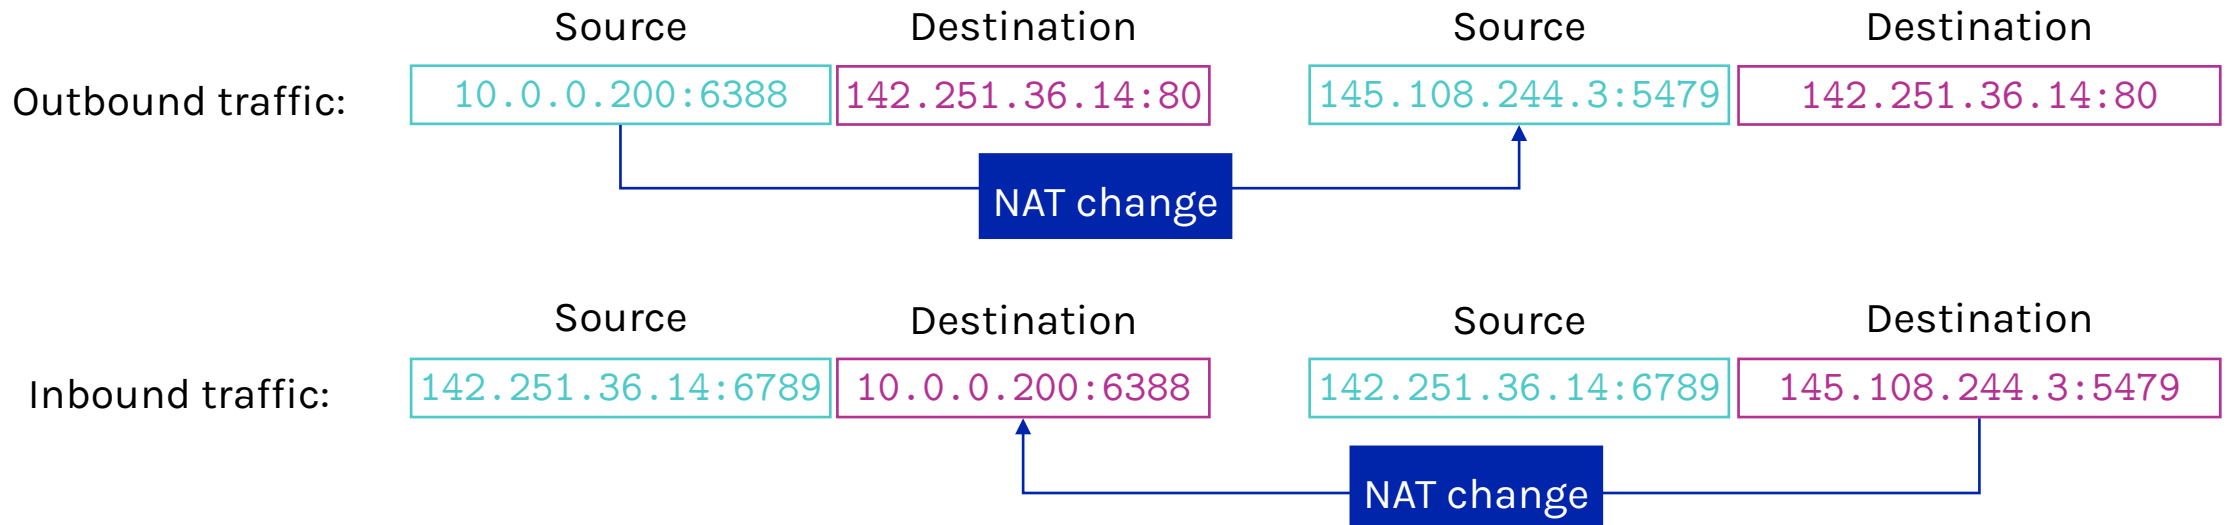 Source Destination Source Destination
Outbound traffic: 10.0.0.200:6388 142.251.36.14:80 145.108.244.3:5479 142.251.36.14:80
NAT change
Source Destination Source Destination
Inbound traffic: 142.251.36.14:6789 10.0.0.200:6388 142.251.36.14:6789 145.108.244.3:5479
NAT change